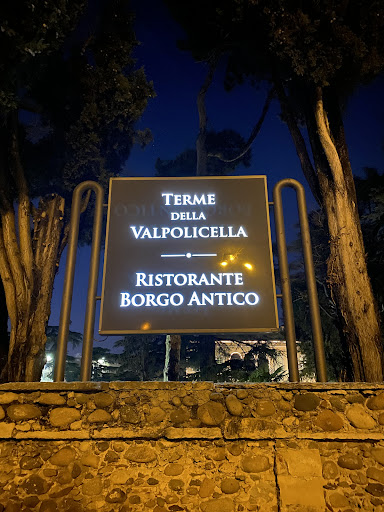 TERME
DELLA
VALPOLICELLA
RISTORANTE
BORGO ANTICO